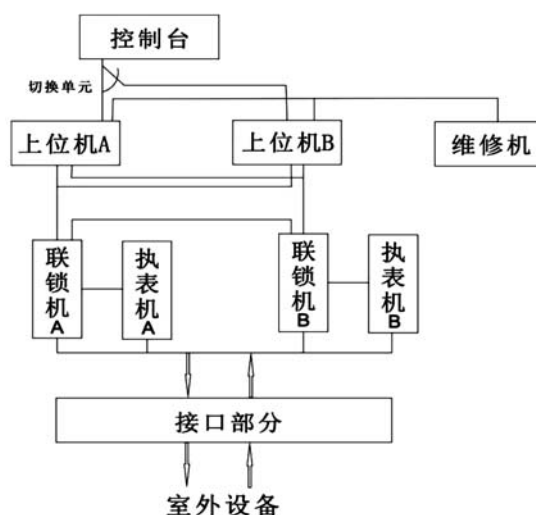 控制台
切换单元
上位机A
上位机B
维修机
联锁机A
执表机A
联锁机B
执表机B
接口部分
室外设备